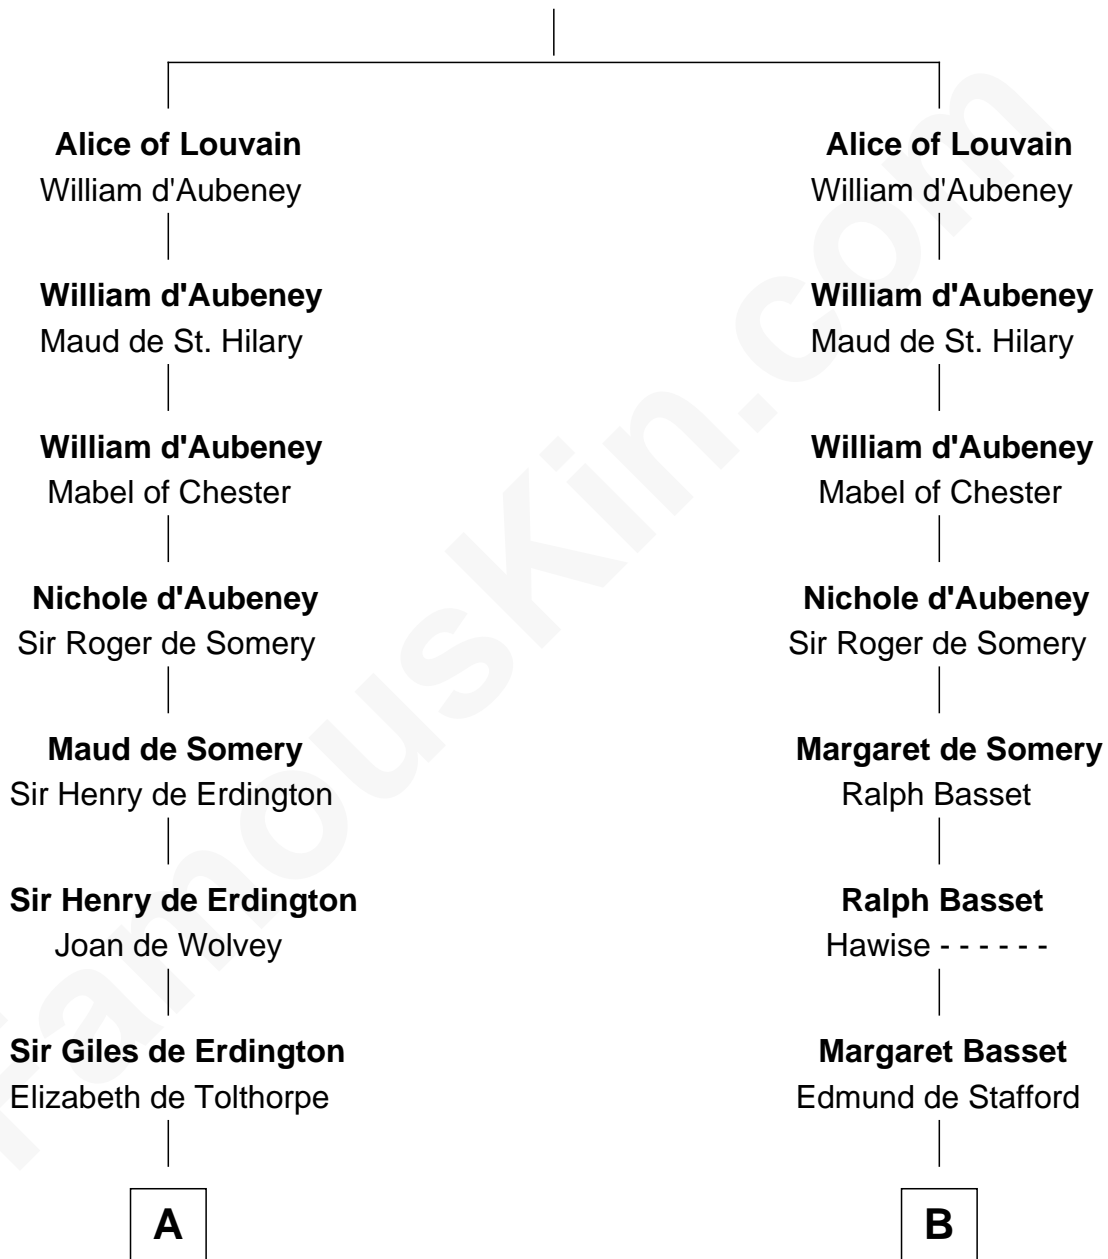 Alice of Louvain
William d'Aubeney
William d'Aubeney
Maud de St. Hilary
William d'Aubeney
Mabel of Chester
Nichole d'Aubeney
Sir Roger de Somery
Maud de Somery
Sir Henry de Erdington
Sir Henry de Erdington
Joan de Wolvey
Sir Giles de Erdington
Elizabeth de Tolthorpe
A
Alice of Louvain
William d'Aubeney
William d'Aubeney
Maud de St. Hilary
William d'Aubeney
Mabel of Chester
Nichole d'Aubeney
Sir Roger de Somery
Margaret de Somery
Ralph Basset
Ralph Basset
Hawise - - - - - -
Margaret Basset
Edmund de Stafford
B
FamousKin.com